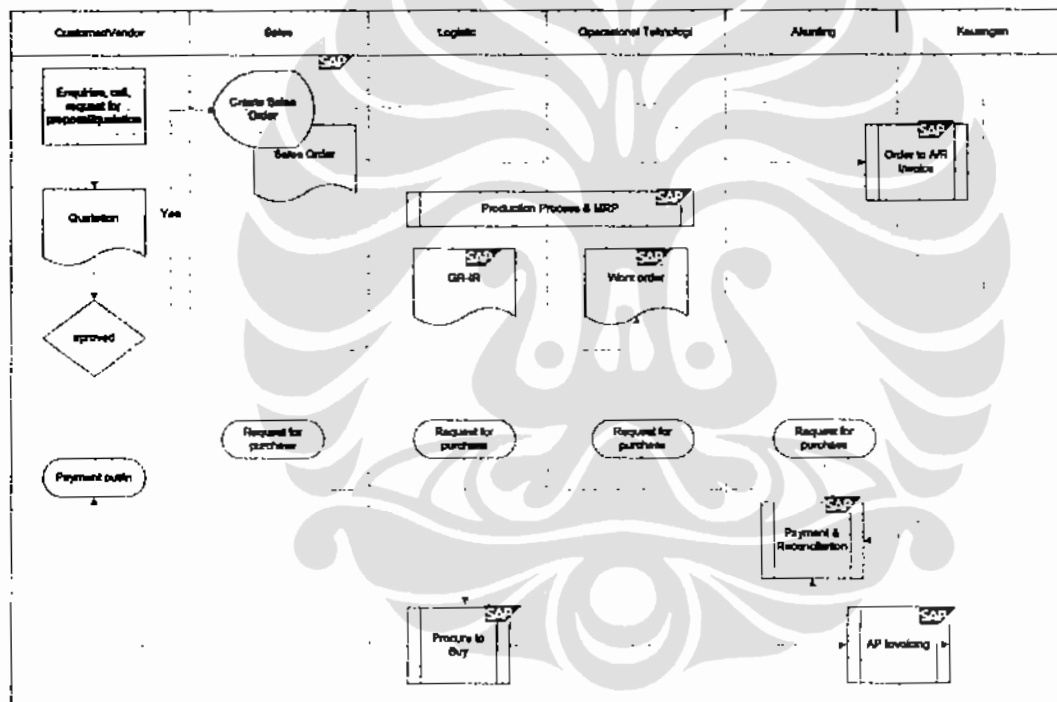 Customer/Vendor
Sales
Logistic
Operasional Teknologi
Akunting
Keuangan
SAP
Enquiries, call,
request for
proposal/quotation
Create Sales
Order
Sales Order
SAP
Order to A/R
Invoice
Quotation
Yes
SAP
Production Process & MRP
SAP
GR-IR
SAP
Work order
aproved
Request for
purchase
Request for
purchase
Request for
purchase
Request for
purchase
Payment out/in
SAP
Payment &
Reconciliation
SAP
Procure to
Buy
SAP
AP Invoicing